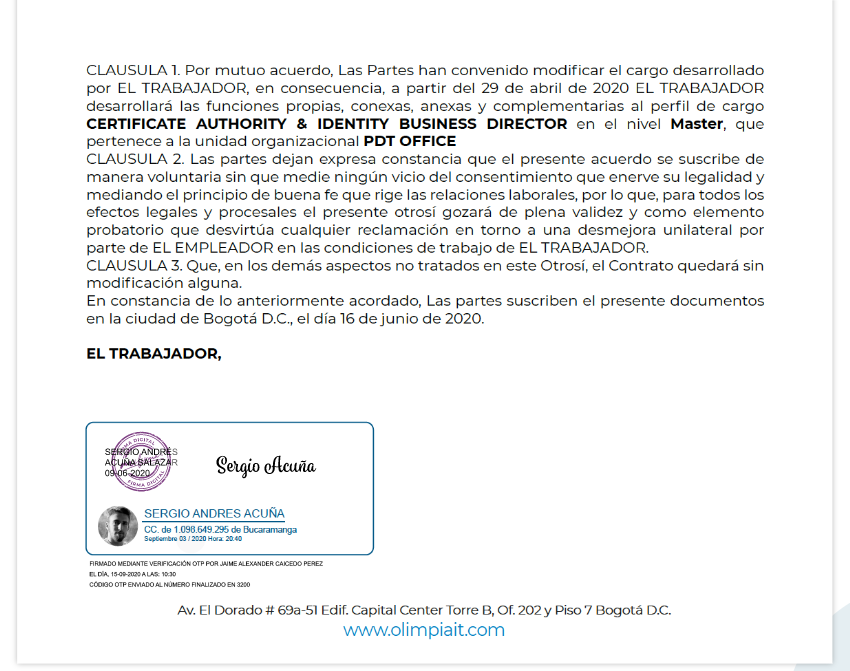 CLAUSULA 1. Por mutuo acuerdo, Las Partes han convenido modificar el cargo desarrollado
por EL TRABAJADOR, en consecuencia, a partir del 29 de abril de 2020 EL TRABAJADOR
desarrollará las funciones propias, conexas, anexas y complementarias al perfil de cargo
CERTIFICATE AUTHORITY & IDENTITY BUSINESS DIRECTOR en el nivel Master, que
pertenece a la unidad organizacional PDT OFFICE
CLAUSULA 2. Las partes dejan expresa constancia que el presente acuerdo se suscribe de
manera voluntaria sin que medie ningún vicio del consentimiento que enerve su legalidad y
mediando el principio de buena fe que rige las relaciones laborales, por lo que, para todos los
efectos legales y procesales el presente otrosí gozará de plena validez y como elemento
probatorio que desvirtúa cualquier reclamación en torno a una desmejora unilateral por
parte de EL EMPLEADOR en las condiciones de trabajo de EL TRABAJADOR.
CLAUSULA 3. Que, en los demás aspectos no tratados en este Otrosí, el Contrato quedará sin
modificación alguna.
En constancia de lo anteriormente acordado, Las partes suscriben el presente documentos
en la ciudad de Bogotá D.C., el día 16 de junio de 2020.
EL TRABAJADOR,
FIRMA DIGITAL
SERGIO ANDRÉS
ACUÑA SALAZAR
09-06-2020
FIRMA DIGITAL
Sergio Acuña
SERGIO ANDRES ACUÑA
CC. de 1.098.649.295 de Bucaramanga
Septiembre 03 / 2020 Hora: 20:40
FIRMADO MEDIANTE VERIFICACIÓN OTP POR JAIME ALEXANDER CAICEDO PEREZ
EL DÍA, 15-09-2020 A LAS: 10:30
CÓDIGO OTP ENVIADO AL NÚMERO FINALIZADO EN 3200
Av. El Dorado # 69a-51 Edif. Capital Center Torre B, Of. 202 y Piso 7 Bogotá D.C.
www.olimpiait.com